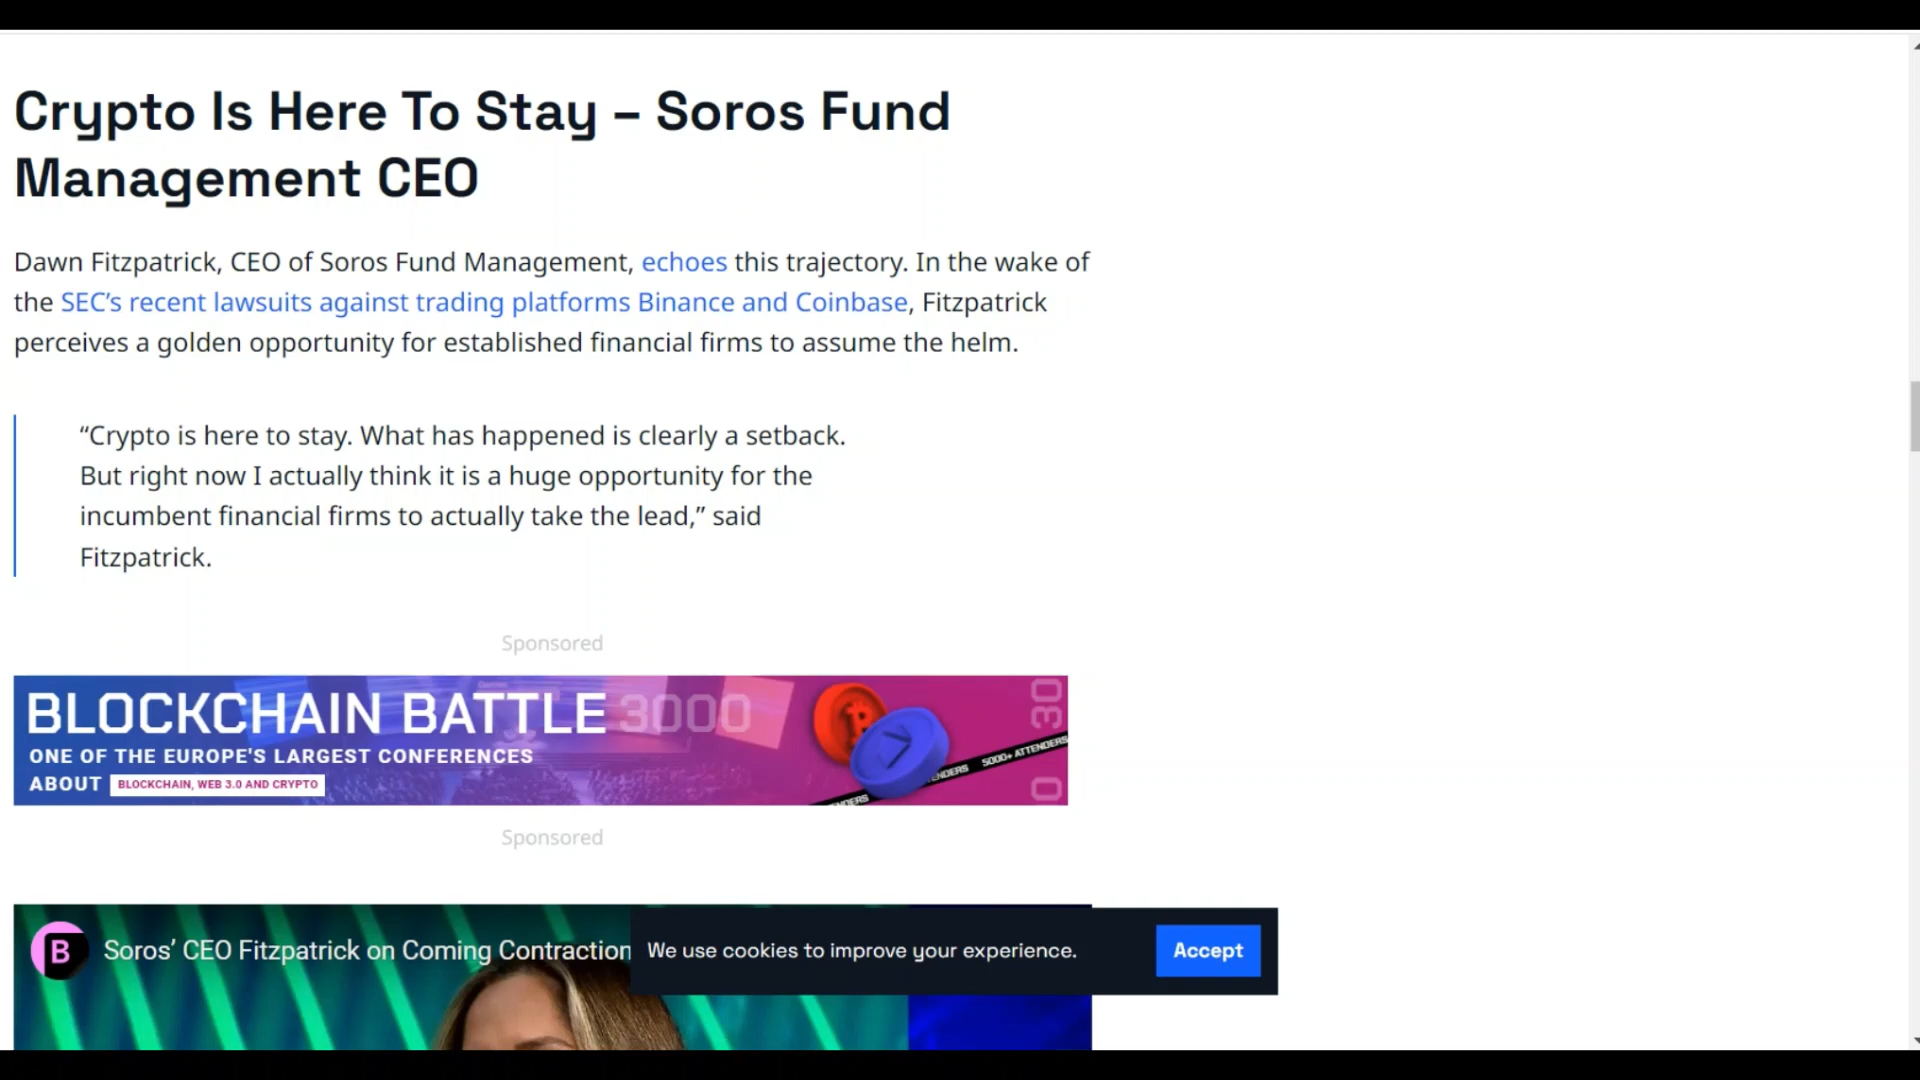 Crypto Is Here To Stay – Soros Fund
Management CEO
Dawn Fitzpatrick, CEO of Soros Fund Management, echoes this trajectory. In the wake of
the SEC’s recent lawsuits against trading platforms Binance and Coinbase, Fitzpatrick
perceives a golden opportunity for established financial firms to assume the helm.
“Crypto is here to stay. What has happened is clearly a setback.
But right now I actually think it is a huge opportunity for the
incumbent financial firms to actually take the lead,” said
Fitzpatrick.
Sponsored
BLOCKCHAIN BATTLE 3000
ONE OF THE EUROPE'S LARGEST CONFERENCES
ABOUT BLOCKCHAIN, WEB 3.0 AND CRYPTO
5000+ ATTENDERS
30
0
Sponsored
B
Soros’ CEO Fitzpatrick on Coming Contraction
We use cookies to improve your experience.
Accept